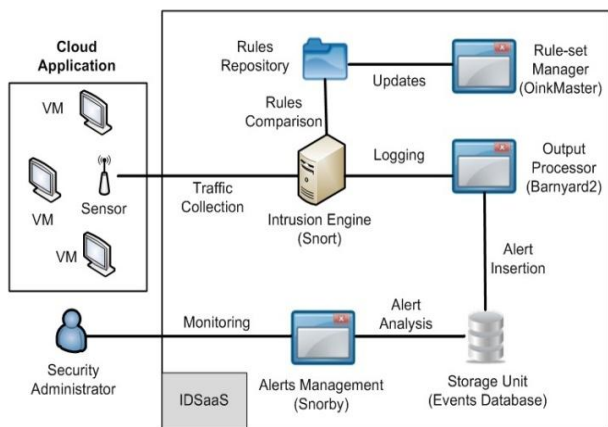 Cloud
Application
VM
VM
VM
Sensor
Traffic
Collection
Rules
Repository
Rules
Comparison
Updates
Rule-set
Manager
(OinkMaster)
Intrusion Engine
(Snort)
Logging
Output
Processor
(Barnyard2)
Alert
Insertion
Storage Unit
(Events Database)
Alert
Analysis
Alerts Management
(Snorby)
Monitoring
Security
Administrator
IDSaaS